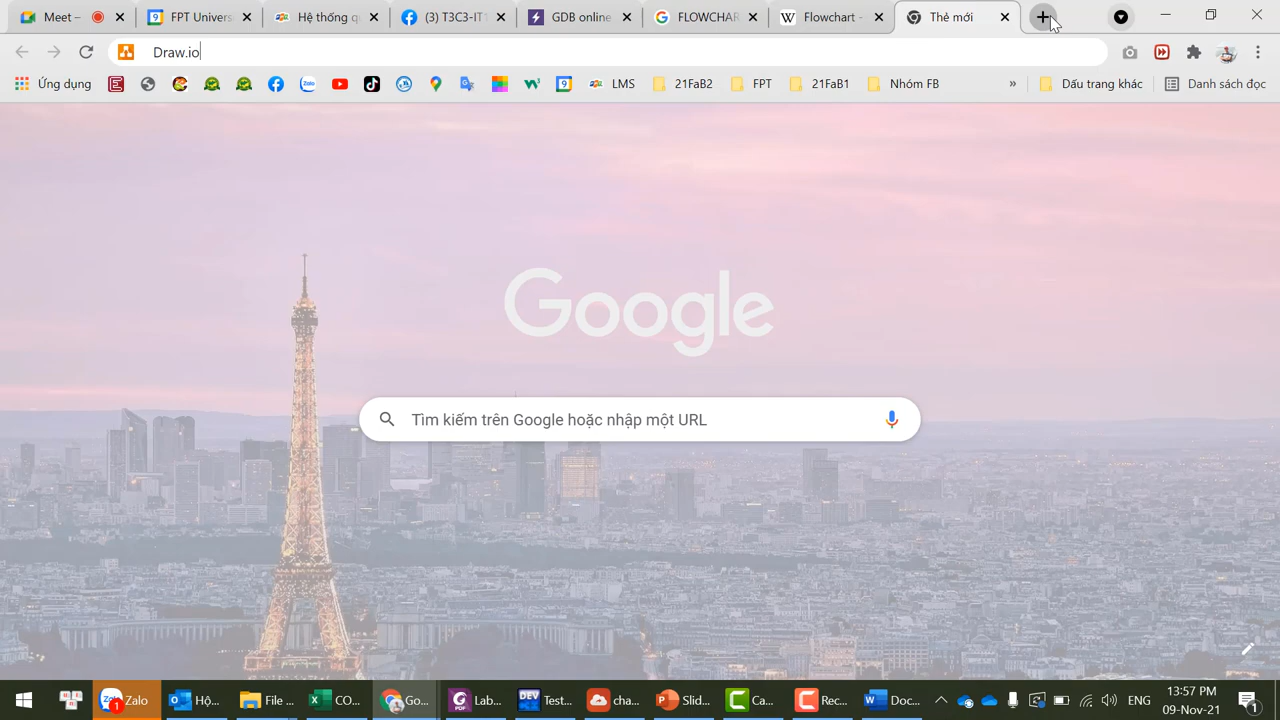 Meet –
FPT Univers
Hệ thống q
(3) T3C3-IT1
GDB online
FLOWCHAR
Flowchart -
Thẻ mới
Draw.io
Ứng dụng
LMS
21FaB2
FPT
21FaB1
Nhóm FB
»
Dấu trang khác
Danh sách đọc
Google
Tìm kiếm trên Google hoặc nhập một URL
Zalo
Hộ...
File ...
CO...
Go...
Lab...
Test...
cha...
Slid...
Ca...
Rec...
Doc...
ENG
13:57 PM
09-Nov-21